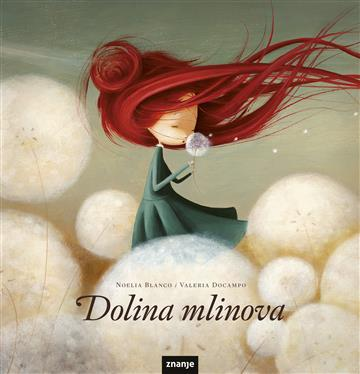 NOELIA BLANCO / VALERIA DOCAMPO
Dolina mlinova
znanje